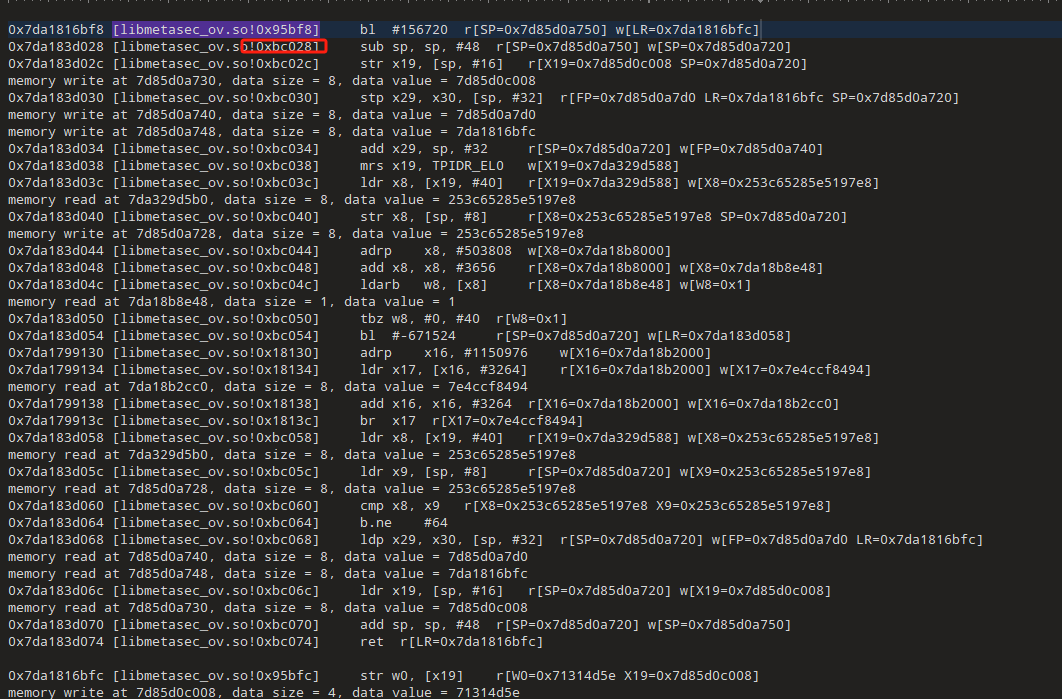 0x7da1816bf8 [libmetasec_ov.so!0x95bf8] bl #156720 r[SP=0x7d85d0a750] w[LR=0x7da1816bfc]
0x7da183d028 [libmetasec_ov.so!0xbc028] sub sp, sp, #48 r[SP=0x7d85d0a750] w[SP=0x7d85d0a720]
0x7da183d02c [libmetasec_ov.so!0xbc02c] str x19, [sp, #16] r[X19=0x7d85d0c008 SP=0x7d85d0a720]
memory write at 7d85d0a730, data size = 8, data value = 7d85d0c008
0x7da183d030 [libmetasec_ov.so!0xbc030] stp x29, x30, [sp, #32] r[FP=0x7d85d0a7d0 LR=0x7da1816bfc SP=0x7d85d0a720]
memory write at 7d85d0a740, data size = 8, data value = 7d85d0a7d0
memory write at 7d85d0a748, data size = 8, data value = 7da1816bfc
0x7da183d034 [libmetasec_ov.so!0xbc034] add x29, sp, #32 r[SP=0x7d85d0a720] w[FP=0x7d85d0a740]
0x7da183d038 [libmetasec_ov.so!0xbc038] mrs x19, TPIDR_EL0 w[X19=0x7da329d588]
0x7da183d03c [libmetasec_ov.so!0xbc03c] ldr x8, [x19, #40] r[X19=0x7da329d588] w[X8=0x253c65285e5197e8]
memory read at 7da329d5b0, data size = 8, data value = 253c65285e5197e8
0x7da183d040 [libmetasec_ov.so!0xbc040] str x8, [sp, #8] r[X8=0x253c65285e5197e8 SP=0x7d85d0a720]
memory write at 7d85d0a728, data size = 8, data value = 253c65285e5197e8
0x7da183d044 [libmetasec_ov.so!0xbc044] adrp x8, #503808 w[X8=0x7da18b8000]
0x7da183d048 [libmetasec_ov.so!0xbc048] add x8, x8, #3656 r[X8=0x7da18b8000] w[X8=0x7da18b8e48]
0x7da183d04c [libmetasec_ov.so!0xbc04c] ldarb w8, [x8] r[X8=0x7da18b8e48] w[W8=0x1]
memory read at 7da18b8e48, data size = 1, data value = 1
0x7da183d050 [libmetasec_ov.so!0xbc050] tbz w8, #0, #40 r[W8=0x1]
0x7da183d054 [libmetasec_ov.so!0xbc054] bl #-671524 r[SP=0x7d85d0a720] w[LR=0x7da183d058]
0x7da1799130 [libmetasec_ov.so!0x18130] adrp x16, #1150976 w[X16=0x7da18b2000]
0x7da1799134 [libmetasec_ov.so!0x18134] ldr x17, [x16, #3264] r[X16=0x7da18b2000] w[X17=0x7e4ccf8494]
memory read at 7da18b2cc0, data size = 8, data value = 7e4ccf8494
0x7da1799138 [libmetasec_ov.so!0x18138] add x16, x16, #3264 r[X16=0x7da18b2000] w[X16=0x7da18b2cc0]
0x7da179913c [libmetasec_ov.so!0x1813c] br x17 r[X17=0x7e4ccf8494]
0x7da183d058 [libmetasec_ov.so!0xbc058] ldr x8, [x19, #40] r[X19=0x7da329d588] w[X8=0x253c65285e5197e8]
memory read at 7da329d5b0, data size = 8, data value = 253c65285e5197e8
0x7da183d05c [libmetasec_ov.so!0xbc05c] ldr x9, [sp, #8] r[SP=0x7d85d0a720] w[X9=0x253c65285e5197e8]
memory read at 7d85d0a728, data size = 8, data value = 253c65285e5197e8
0x7da183d060 [libmetasec_ov.so!0xbc060] cmp x8, x9 r[X8=0x253c65285e5197e8 X9=0x253c65285e5197e8]
0x7da183d064 [libmetasec_ov.so!0xbc064] b.ne #64
0x7da183d068 [libmetasec_ov.so!0xbc068] ldp x29, x30, [sp, #32] r[SP=0x7d85d0a720] w[FP=0x7d85d0a7d0 LR=0x7da1816bfc]
memory read at 7d85d0a740, data size = 8, data value = 7d85d0a7d0
memory read at 7d85d0a748, data size = 8, data value = 7da1816bfc
0x7da183d06c [libmetasec_ov.so!0xbc06c] ldr x19, [sp, #16] r[SP=0x7d85d0a720] w[X19=0x7d85d0c008]
memory read at 7d85d0a730, data size = 8, data value = 7d85d0c008
0x7da183d070 [libmetasec_ov.so!0xbc070] add sp, sp, #48 r[SP=0x7d85d0a720] w[SP=0x7d85d0a750]
0x7da183d074 [libmetasec_ov.so!0xbc074] ret r[LR=0x7da1816bfc]
0x7da1816bfc [libmetasec_ov.so!0x95bfc] str w0, [x19] r[W0=0x71314d5e X19=0x7d85d0c008]
memory write at 7d85d0c008, data size = 4, data value = 71314d5e